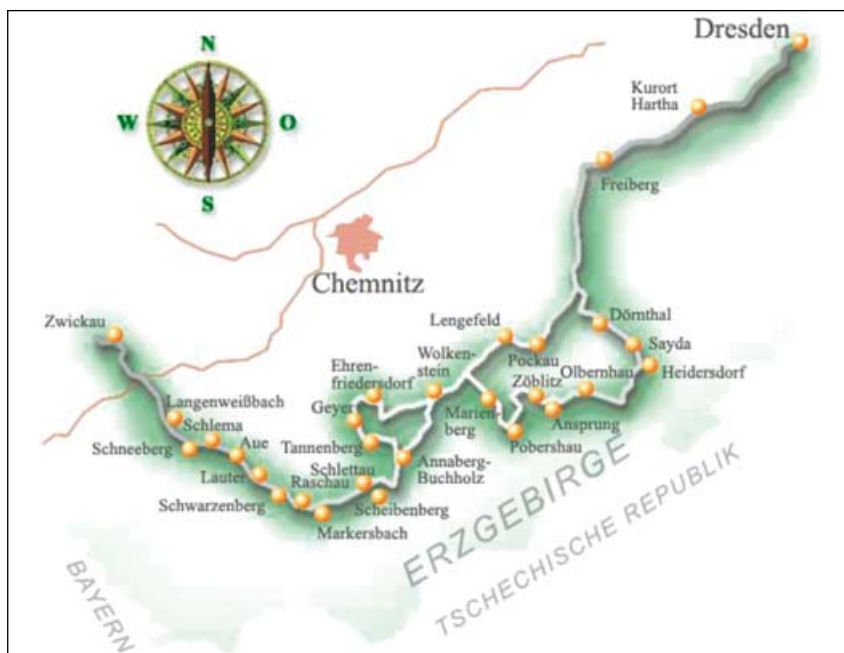 Dresden
N
Kurort
Hartha
W
O
Freiberg
S
Chemnitz
Zwickau
Lengefeld
Dörnthal
Pockau
Sayda
Wolken-
stein
Ehren-
friedersdorf
Zöblitz
Olbernhau
Heidersdorf
Geyer
Marien-
berg
Ansprung
Langenweißbach
Schlema
Schneeberg
Aue
Tannenberg
Pobershau
Lauter
Schlettau
Annaberg-
Buchholz
Raschau
Schwarzenberg
Scheibenberg
Markersbach
ERZGEBIRGE
TSCHECHISCHE REPUBLIK
BAYERN